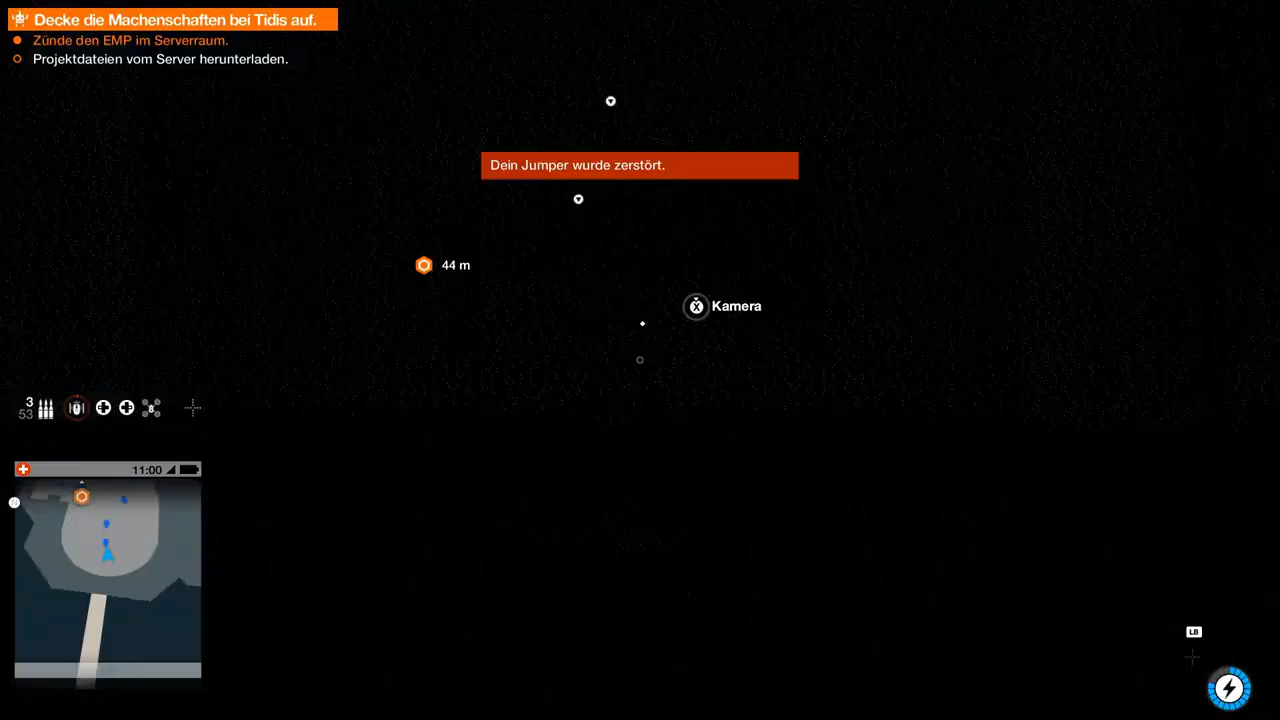 Decke die Machenschaften bei Tidis auf.
Zünde den EMP im Serverraum.
Projektdateien vom Server herunterladen.
Dein Jumper wurde zerstört.
44 m
X Kamera
3
53
8
11:00
LB